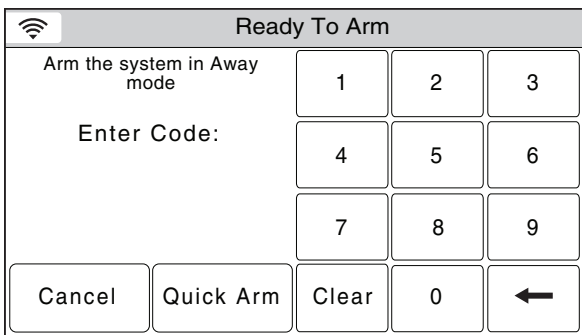 Ready To Arm
Arm the system in Away
mode
Enter Code:
1 2 3
4 5 6
7 8 9
Cancel Quick Arm Clear 0